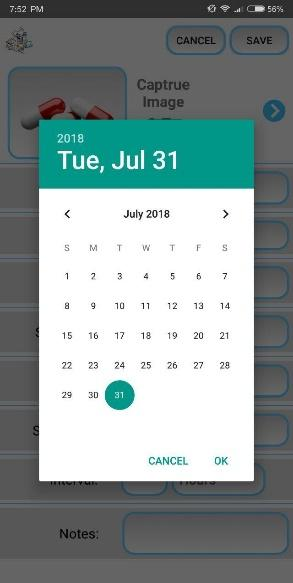 7:52 PM
56%
CANCEL SAVE
Captrue
Image
2018
Tue, Jul 31
July 2018
S M T W T F S
1 2 3 4 5 6 7
8 9 10 11 12 13 14
15 16 17 18 19 20 21
22 23 24 25 26 27 28
29 30 31
S
S
CANCEL OK
Interval: Hours
Notes: